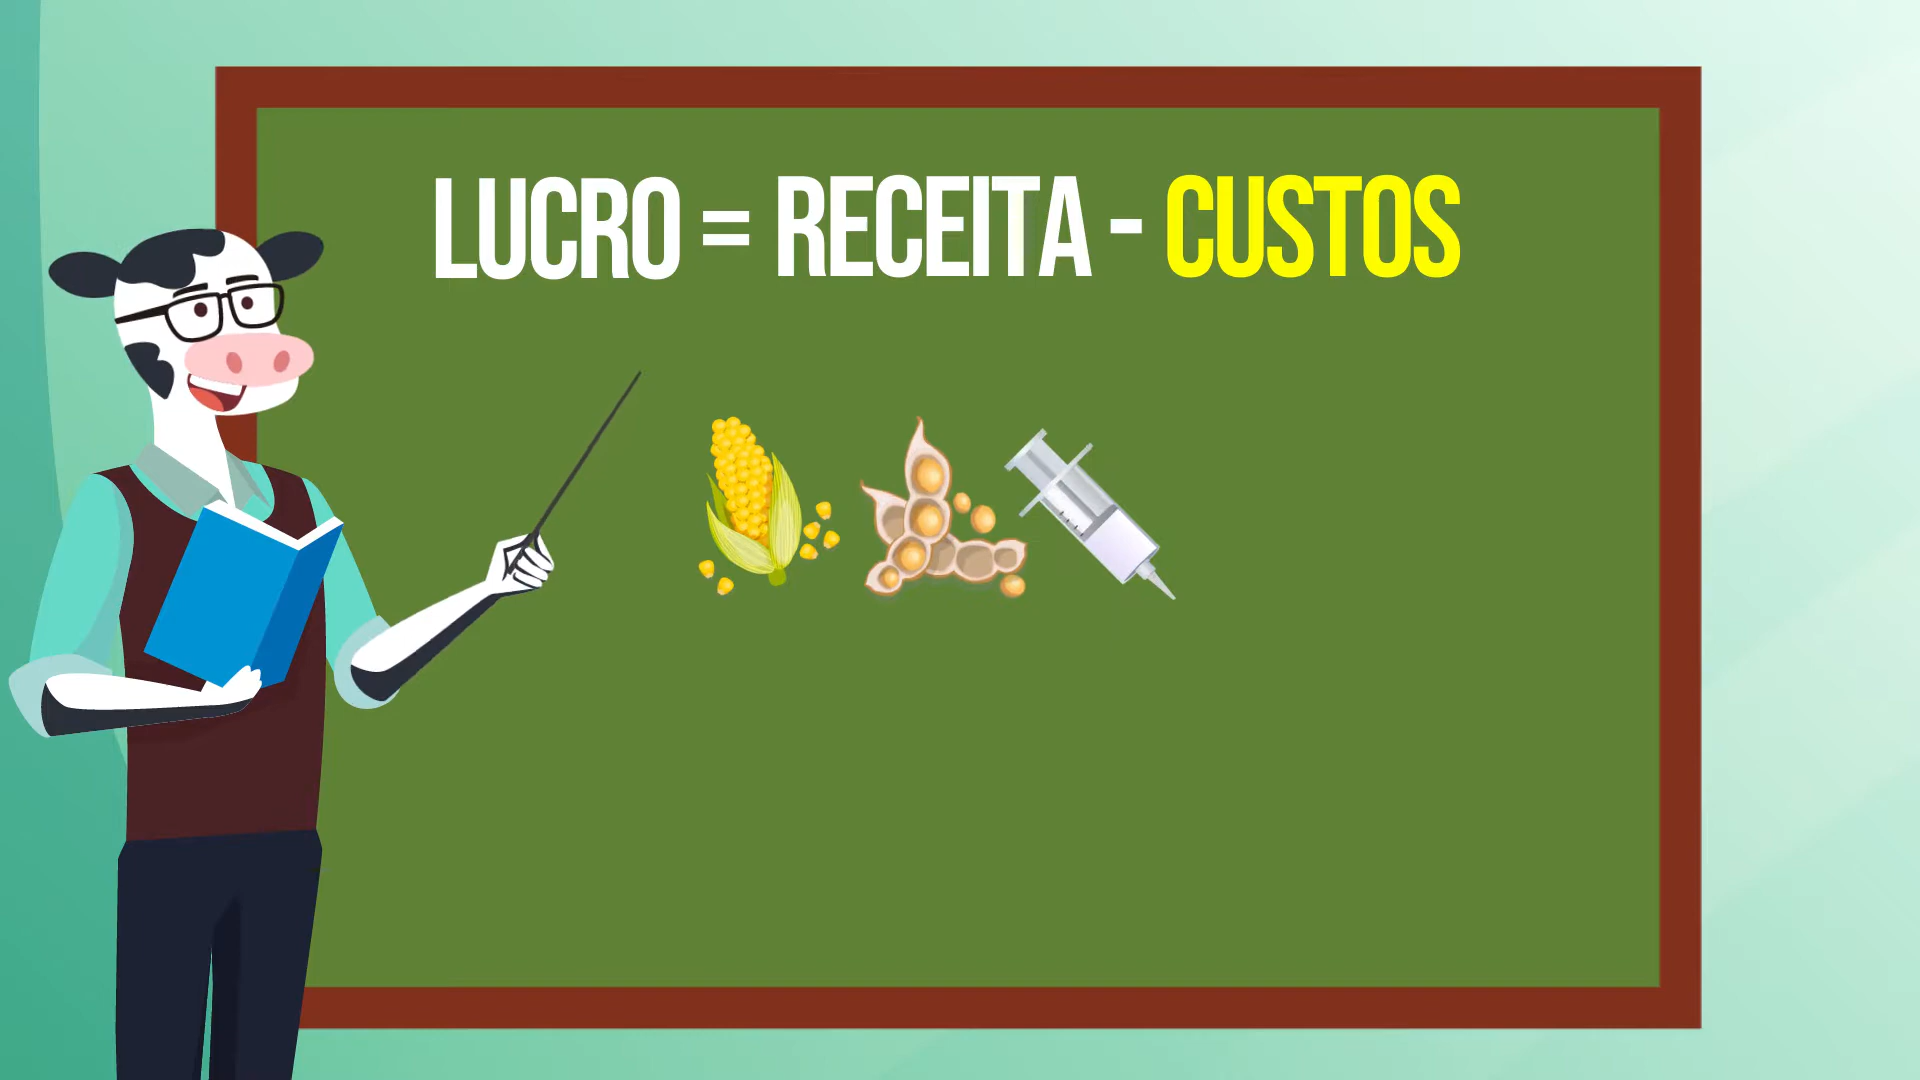 LUCRO = RECEITA - CUSTOS